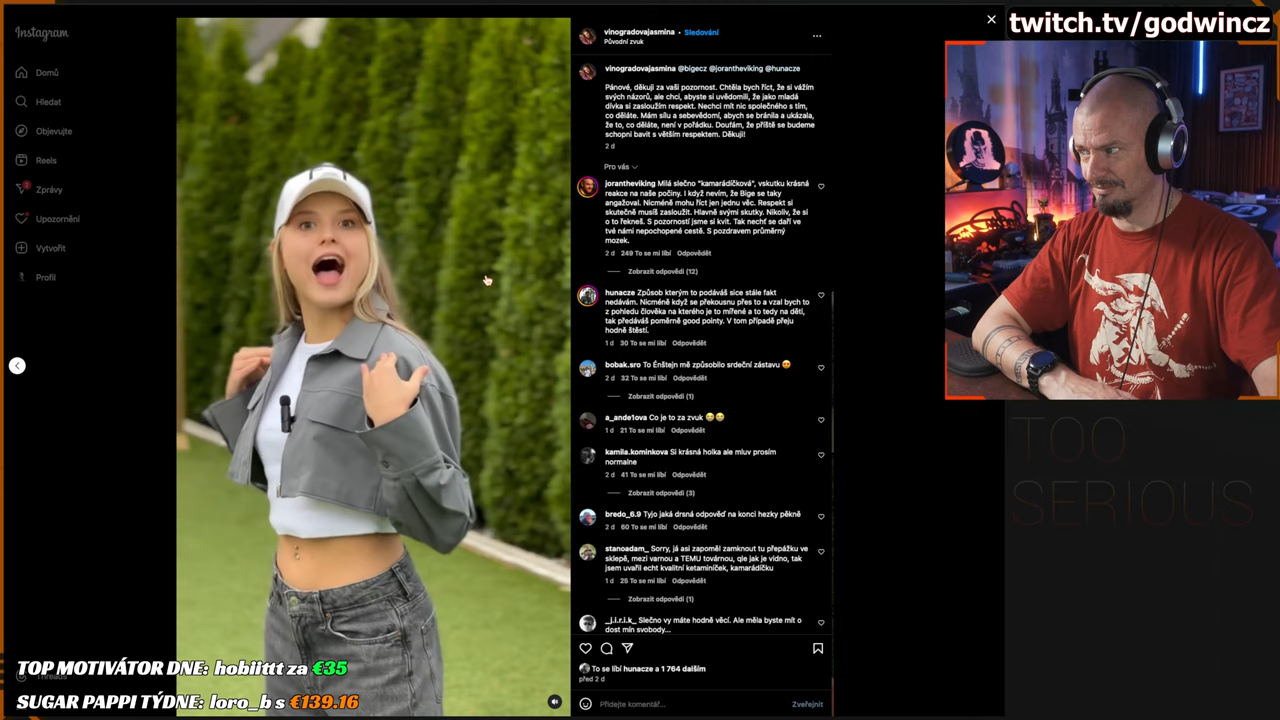 Instagram
Domů
Hledat
Objevujte
Reels
Zprávy
Upozornění
Vytvořit
Profil
vinogradovajasmina • Sledování
Původní zvuk
vinogradovajasmina @bigecz @jorantheviking @hunacze
Pánové, děkuji za vaši pozornost. Chtěla bych říct, že si vážím
svých názorů, ale chci, abyste si uvědomili, že jako mladá
dívka si zasloužím respekt. Nechci mít nic společného s tím,
co děláte. Mám sílu a sebevědomí, abych se bránila a ukázala,
že to, co děláte, není v pořádku. Doufám, že příště se budeme
schopni bavit s větším respektem. Děkuji!
2 d
Pro vás
jorantheviking Milá slečno "kamarádíčková", vskutku krásná
reakce na naše počiny. I když nevím, že Bige se taky
angažoval. Nicméně mohu říct jen jednu věc. Respekt si
skutečně musíš zasloužit. Hlavně svými skutky. Nikoliv, že si
o to řekneš. S pozorností jsme si kvit. Tak nechť se daří ve
tvé námi nepochopené cestě. S pozdravem průměrný
mozek.
2 d 249 To se mi líbí Odpovědět
Zobrazit odpovědi (12)
hunacze Způsob kterým to podáváš sice stále fakt
nedávám. Nicméně když se překousnu přes to a vzal bych to
z pohledu člověka na kterého je to mířené a to tedy na děti,
tak předáváš poměrně good pointy. V tom případě přeju
hodně štěstí.
1 d 30 To se mi líbí Odpovědět
bobak.sro To Énštejn mě způsobilo srdeční zástavu 😍
2 d 32 To se mi líbí Odpovědět
Zobrazit odpovědi (1)
a_ande1ova Co je to za zvuk 😭😭
1 d 21 To se mi líbí Odpovědět
kamila.kominkova Si krásná holka ale mluv prosím
normalne
2 d 41 To se mi líbí Odpovědět
Zobrazit odpovědi (3)
bredo_6.9 Tyjo jaká drsná odpověď na konci hezky pěkně
2 d 60 To se mi líbí Odpovědět
stanoadam_ Sorry, já asi zapoměl zamknout tu přepážku ve
sklepě, mezi varnou a TEMU továrnou, qle jak je vidno, tak
jsem uvařil echt kvalitní ketamináček, kamarádíčku
1 d 25 To se mi líbí Odpovědět
Zobrazit odpovědi (1)
_j.i.r.i.k_ Slečno vy máte hodně věcí. Ale měla byste mít o
dost míň svobody...
To se líbí hunacze a 1 764 dalším
před 2 d
Přidejte komentář...
Zveřejnit
twitch.tv/godwincz
TOO
SERIOUS
Threads
TOP MOTIVÁTOR DNE: hobiittt za €35
SUGAR PAPPI TÝDNE: loro_b s €139.16